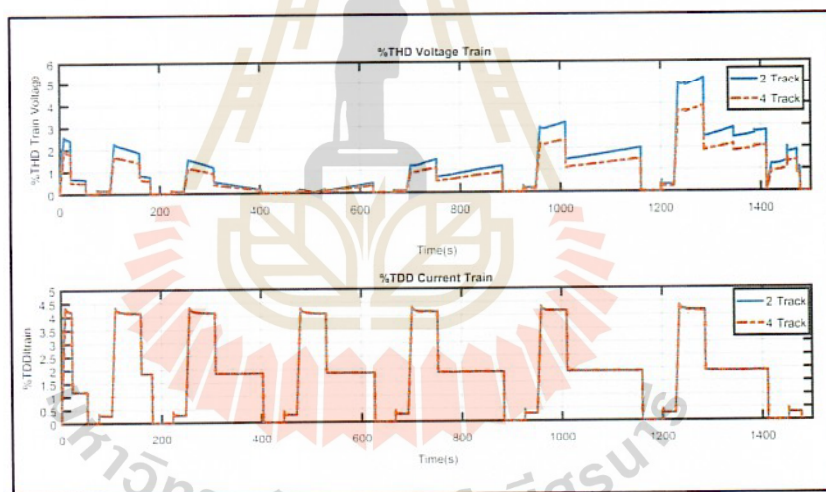 %THD Voltage Train
6
5
4
3
2
1
0
%THD Train Voltage
2 Track
4 Track
0 200 400 600 800 1000 1200 1400
Time(s)
%TDD Current Train
5
4.5
4
3.5
3
2.5
2
1.5
1
0.5
0
%TDDItrain
2 Track
4 Track
0 200 400 600 800 1000 1200 1400
Time(s)